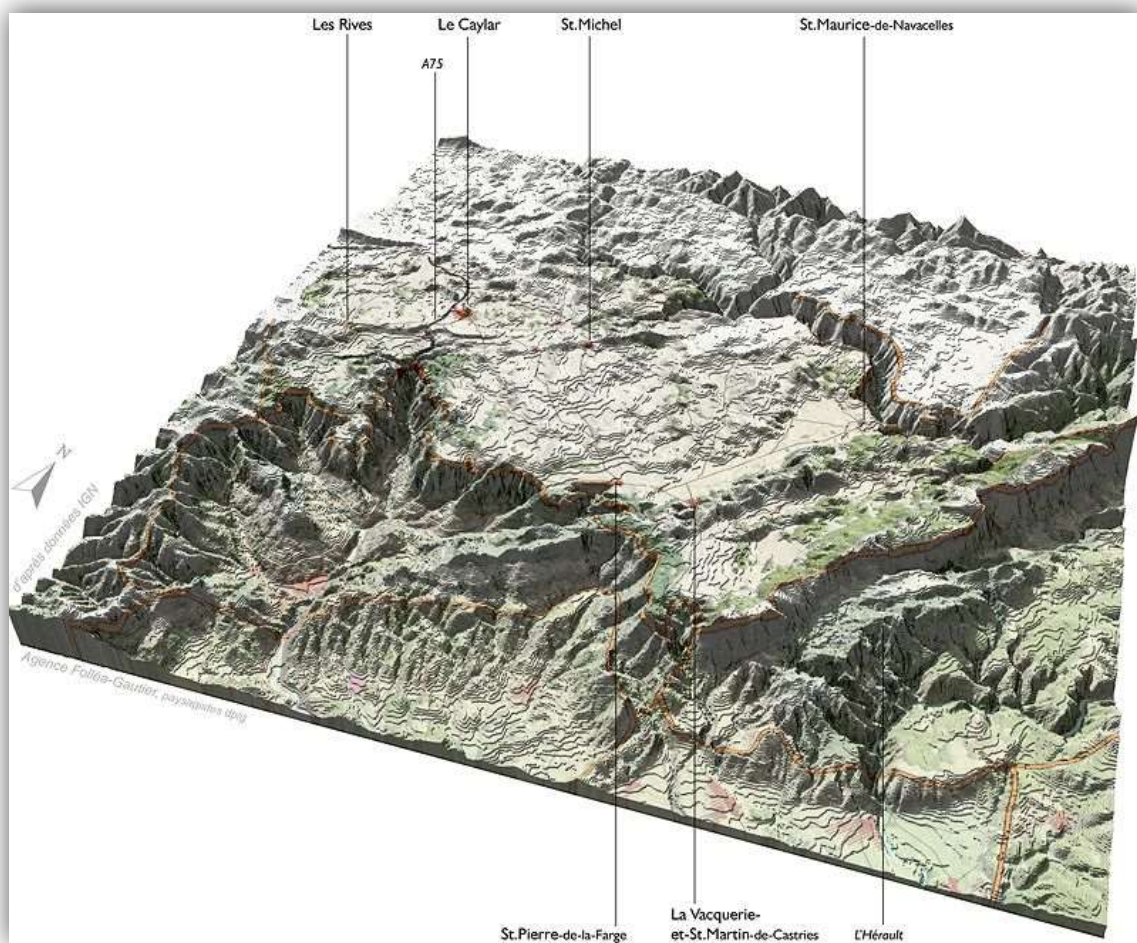 Les Rives
Le Caylar
St.Michel
St.Maurice-de-Navacelles
A75
N
d'après données IGN
Agence Folléa-Gautier, paysagistes dplg
La Vacquerie-
et-St.Martin-de-Castries
St.Pierre-de-la-Farge
L'Hérault